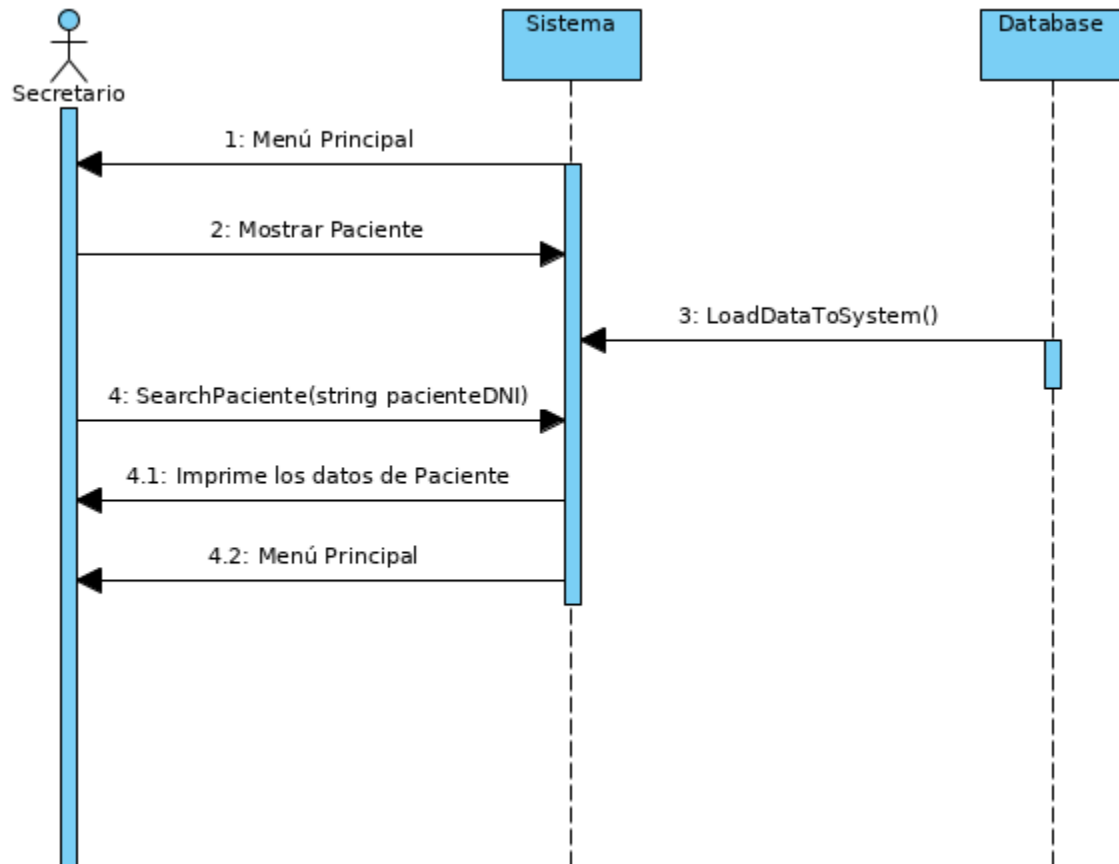 Sistema
Database
Secretario
1: Menú Principal
2: Mostrar Paciente
3: LoadDataToSystem()
4: SearchPaciente(string pacienteDNI)
4.1: Imprime los datos de Paciente
4.2: Menú Principal